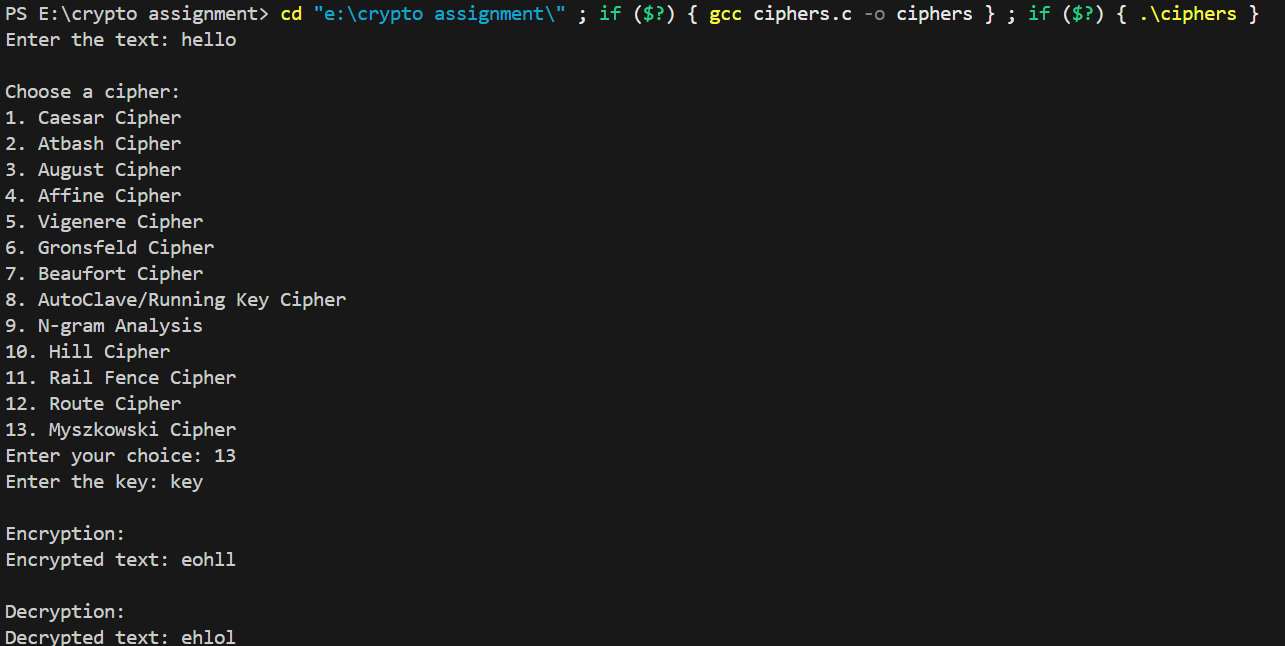 PS E:\crypto assignment> cd "e:\crypto assignment\" ; if ($?) { gcc ciphers.c -o ciphers } ; if ($?) { .\ciphers }
Enter the text: hello
Choose a cipher:
1. Caesar Cipher
2. Atbash Cipher
3. August Cipher
4. Affine Cipher
5. Vigenere Cipher
6. Gronsfeld Cipher
7. Beaufort Cipher
8. AutoClave/Running Key Cipher
9. N-gram Analysis
10. Hill Cipher
11. Rail Fence Cipher
12. Route Cipher
13. Myszkowski Cipher
Enter your choice: 13
Enter the key: key
Encryption:
Encrypted text: eohll
Decryption:
Decrypted text: ehlol